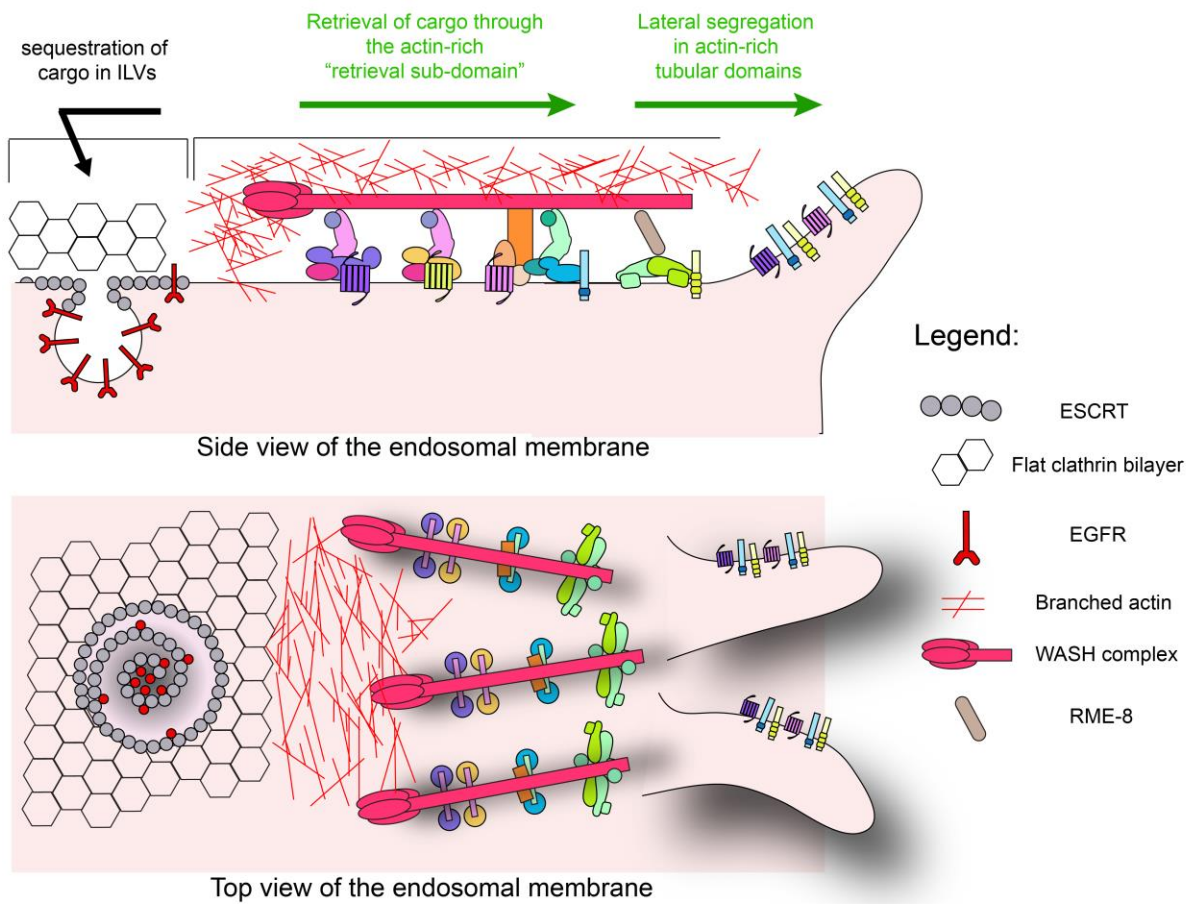 sequestration of
cargo in ILVs
Retrieval of cargo through
the actin-rich
“retrieval sub-domain”
Lateral segregation
in actin-rich
tubular domains
Side view of the endosomal membrane
Legend:
ESCRT
Flat clathrin bilayer
EGFR
Branched actin
WASH complex
RME-8
Top view of the endosomal membrane